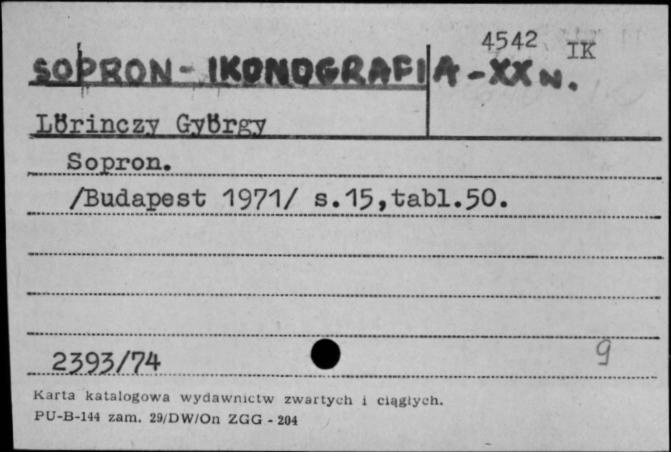 4542 IK
SOPRON - IKONOGRAFIA - XX w.
Lörinczy György
Sopron.
/Budapest 1971/ s.15,tabl.50.
2393/74
9
Karta katalogowa wydawnictw zwartych i ciągłych.
PU-B-144 zam. 29/DW/On ZGG - 204